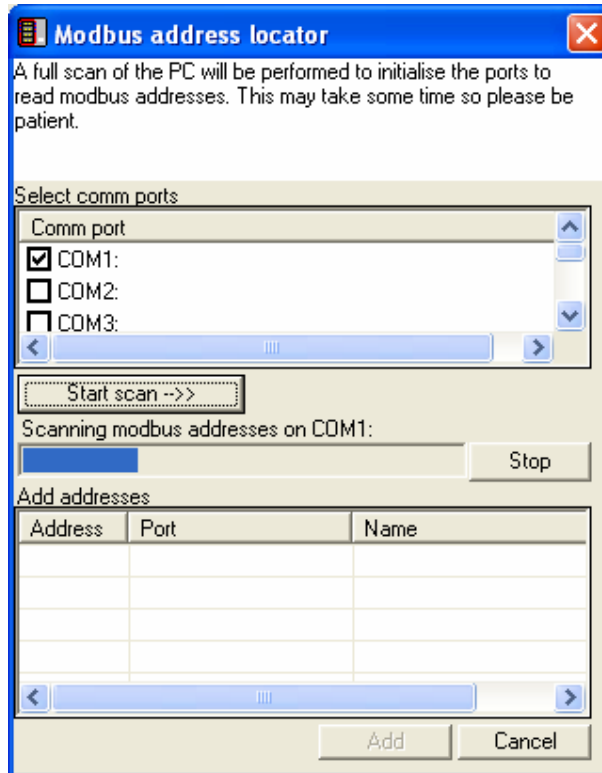 Modbus address locator
A full scan of the PC will be performed to initialise the ports to
read modbus addresses. This may take some time so please be
patient.
Select comm ports
Comm port
COM1:
COM2:
COM3:
Start scan -->>
Scanning modbus addresses on COM1:
Stop
Add addresses
Address Port Name
Add Cancel